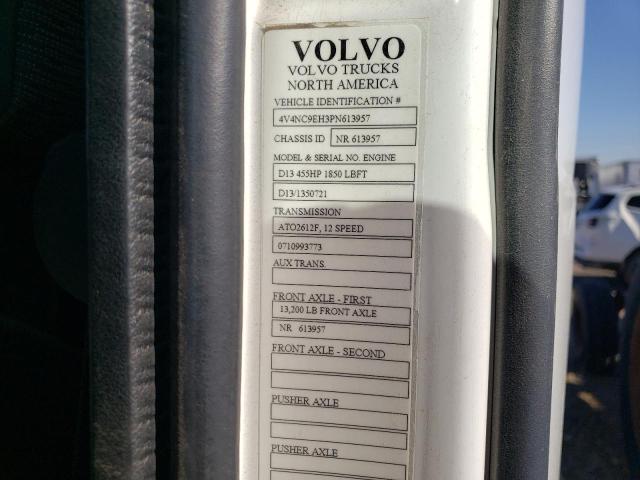 VOLVO
VOLVO TRUCKS
NORTH AMERICA
VEHICLE IDENTIFICATION #
4V4NC9EH3PN613957
CHASSIS ID NR 613957
MODEL & SERIAL NO. ENGINE
D13 455HP 1850 LBFT
D13/1350721
TRANSMISSION
ATO2612F, 12 SPEED
0710993773
AUX TRANS.
FRONT AXLE - FIRST
13,200 LB FRONT AXLE
NR 613957
FRONT AXLE - SECOND
PUSHER AXLE
PUSHER AXLE